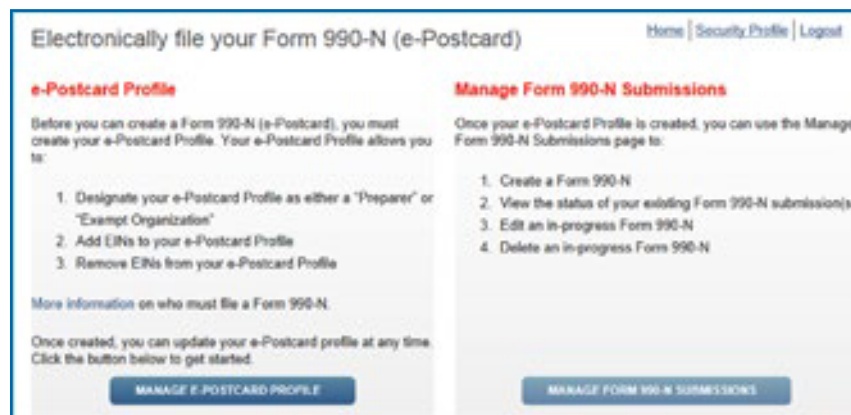 Electronically file your Form 990-N (e-Postcard)
Home | Security Profile | Logout
e-Postcard Profile
Before you can create a Form 990-N (e-Postcard), you must
create your e-Postcard Profile. Your e-Postcard Profile allows you
to:
1. Designate your e-Postcard Profile as either a "Preparer" or
"Exempt Organization"
2. Add EINs to your e-Postcard Profile
3. Remove EINs from your e-Postcard Profile
More information on who must file a Form 990-N.
Once created, you can update your e-Postcard profile at any time.
Click the button below to get started.
MANAGE E-POSTCARD PROFILE
Manage Form 990-N Submissions
Once your e-Postcard Profile is created, you can use the Manage
Form 990-N Submissions page to:
1. Create a Form 990-N
2. View the status of your existing Form 990-N submission(s
3. Edit an in-progress Form 990-N
4. Delete an in-progress Form 990-N
MANAGE FORM 990-N SUBMISSIONS